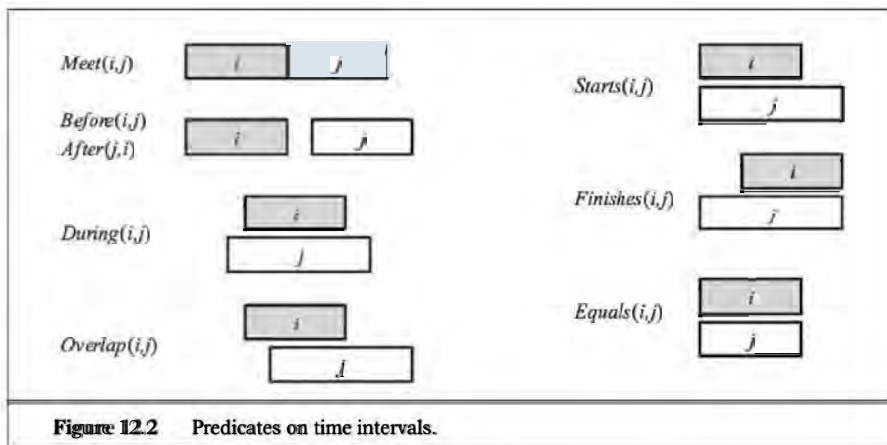 Meet(i,j)
i j
Before(i,j)
After(j,i)
i j
During(i,j)
i
j
Overlap(i,j)
i
j
Starts(i,j)
i
j
Finishes(i,j)
i
j
Equals(i,j)
i
j
Figure 12.2 Predicates on time intervals.